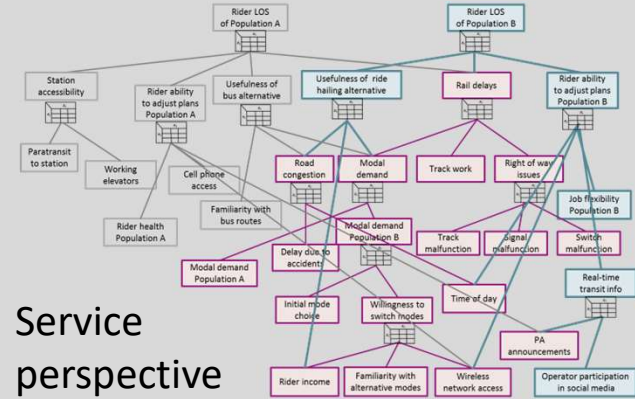 Rider LOS
of Population A
Rider LOS
of Population B
Station
accessibility
Rider ability
to adjust plans
Population A
Usefulness of
bus alternative
Usefulness of ride
hailing alternative
Rail delays
Rider ability
to adjust plans
Population B
Paratransit
to station
Working
elevators
Cell phone
access
Road
congestion
Modal
demand
Track work
Right of way
issues
Rider health
Population A
Familiarity with
bus routes
Job flexibility
Population B
Modal demand
Population B
Modal demand
Population A
Delay due to
accidents
Track
malfunction
Signal
malfunction
Switch
malfunction
Real-time
transit info
Initial mode
choice
Willingness to
switch modes
Time of day
PA
announcements
Rider income
Familiarity with
alternative modes
Wireless
network access
Operator participation
in social media
Service
perspective